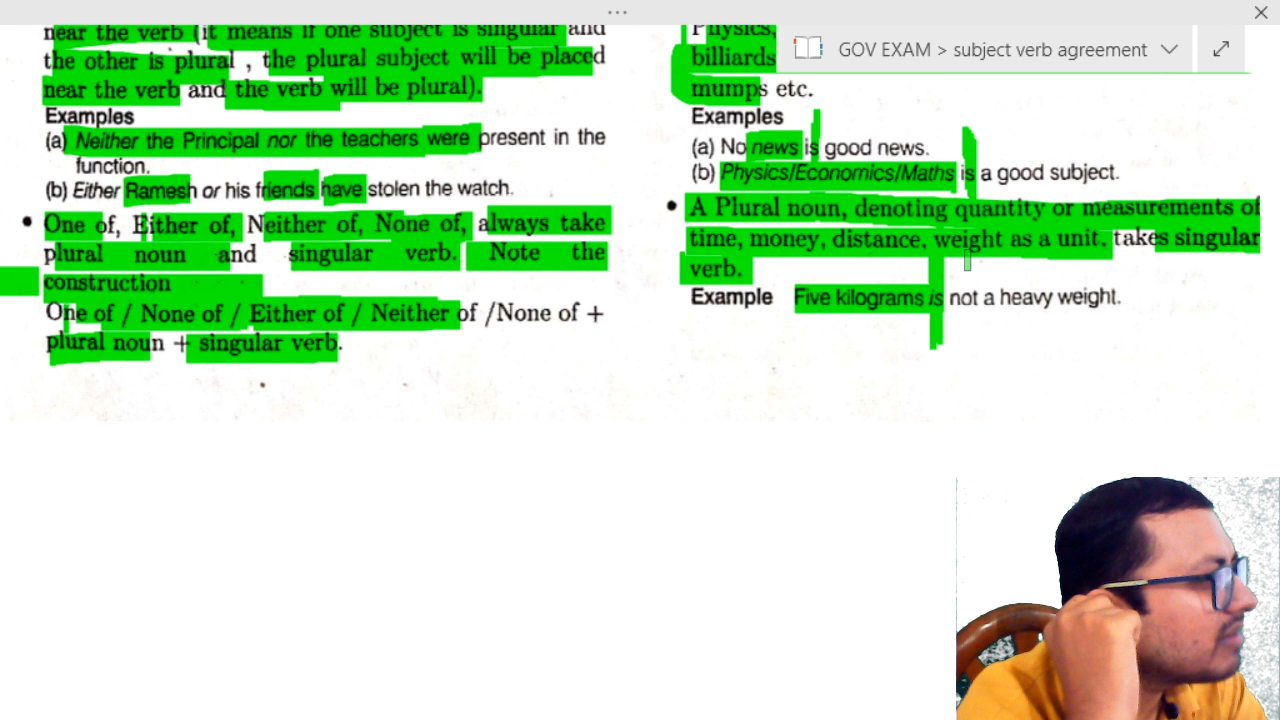 near the verb (it means if one subject is singular and
the other is plural , the plural subject will be placed
near the verb and the verb will be plural).
Examples
(a) Neither the Principal nor the teachers were present in the
function.
(b) Either Ramesh or his friends have stolen the watch.
• One of, Either of, Neither of, None of, always take
plural noun and singular verb. Note the
construction
One of / None of / Either of / Neither of /None of +
plural noun + singular verb.
GOV EXAM > subject verb agreement
Physics,
billiards
mumps etc.
Examples
(a) No news is good news.
(b) Physics/Economics/Maths is a good subject.
• A Plural noun, denoting quantity or measurements of
time, money, distance, weight as a unit, takes singular
verb.
Example Five kilograms is not a heavy weight.